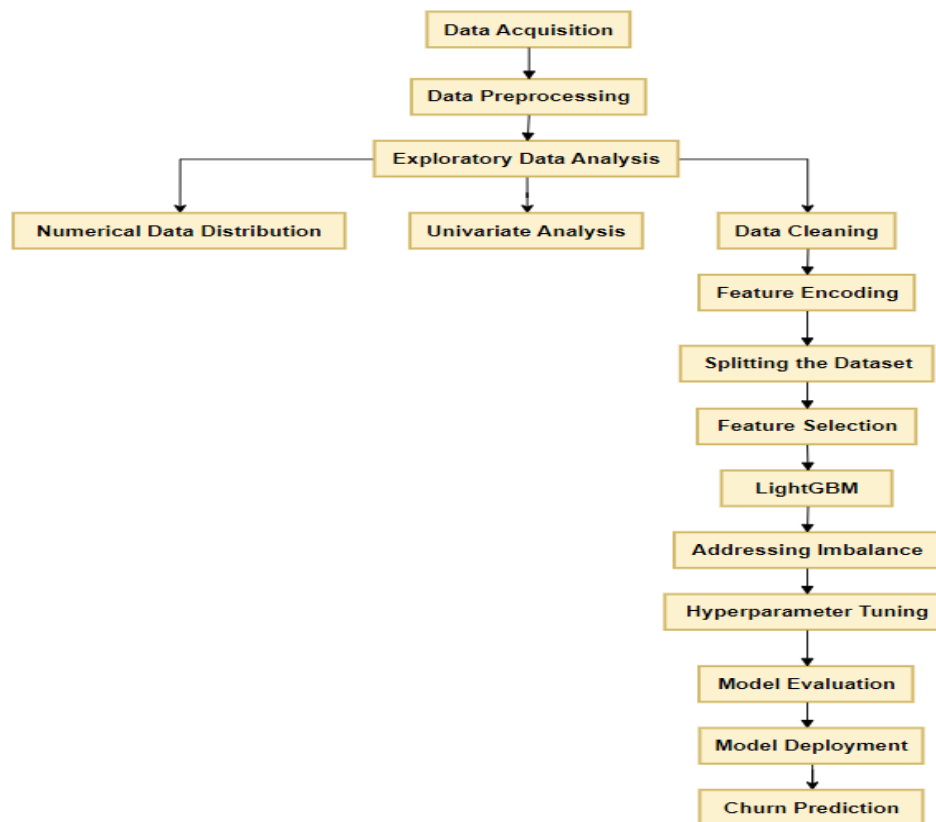 Data Acquisition
Data Preprocessing
Exploratory Data Analysis
Numerical Data Distribution
Univariate Analysis
Data Cleaning
Feature Encoding
Splitting the Dataset
Feature Selection
LightGBM
Addressing Imbalance
Hyperparameter Tuning
Model Evaluation
Model Deployment
Churn Prediction